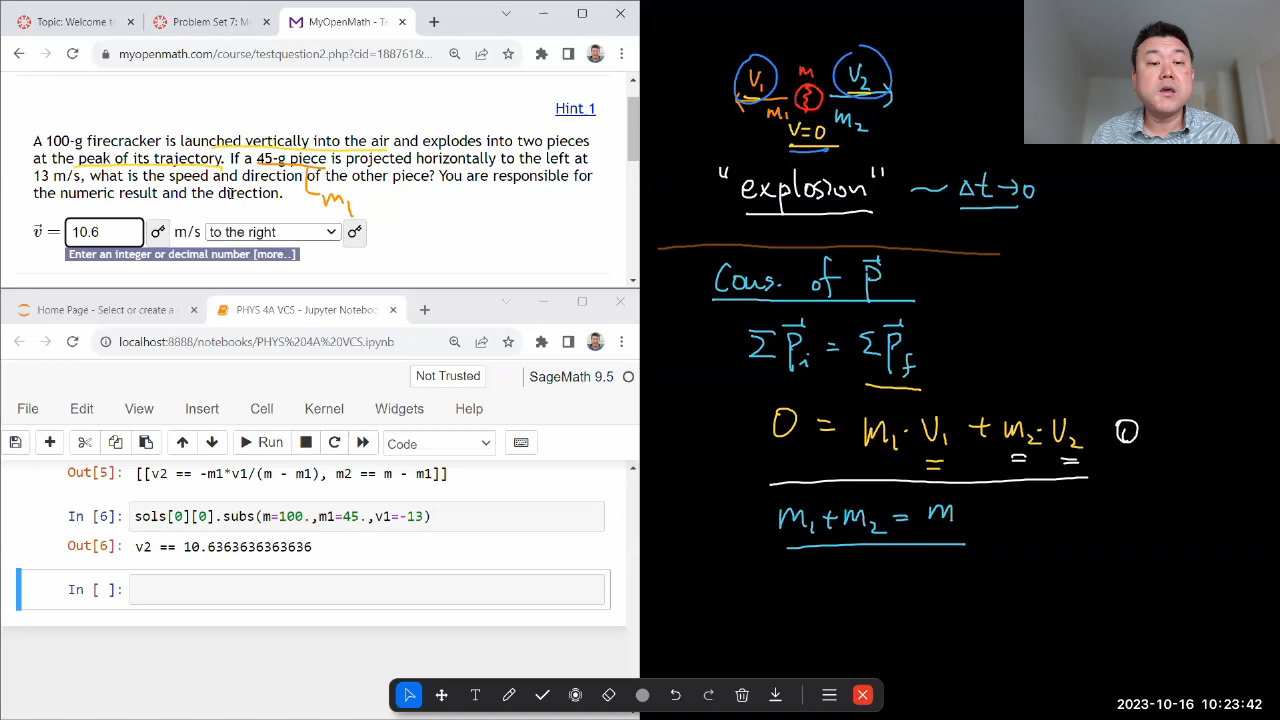 Topic: Welcome to
Problem Set 7: Me
MyOpenMath - Te
myopenmath.com/course/testquestion2.php?cid=188761&...
Hint 1
A 100-g firecracker is launched vertically into the air and explodes into two pieces
at the peak of its trajectory. If a 45-g piece is projected horizontally to the left at
13 m/s, what is the speed and direction of the other piece? You are responsible for
the numeric result and the direction.
m1
v⃗ = 10.6 m/s to the right
Enter an integer or decimal number [more..]
Home Page - Select or create a
PHYS 4A VCS - Jupyter Noteboo
localhost:8888/notebooks/PHYS%204A%20VCS.ipynb
Not Trusted
SageMath 9.5
File Edit View Insert Cell Kernel Widgets Help
Run
Code
Out[5]: [[v2 == -m1*v1/(m - m1), m2 == m - m1]]
In [6]: sols[0][0].subs(m=100.,m1=45.,v1=-13)
Out[6]: v2 == 10.6363636363636
In [ ]:
V1 m V2
m1 m2
V=0
"explosion" ~ Δt→0
Cons. of P⃗
ΣP⃗i = ΣP⃗f
0 = m1·V1 + m2·V2 ①
m1+m2 = m
T
2023-10-16 10:23:42